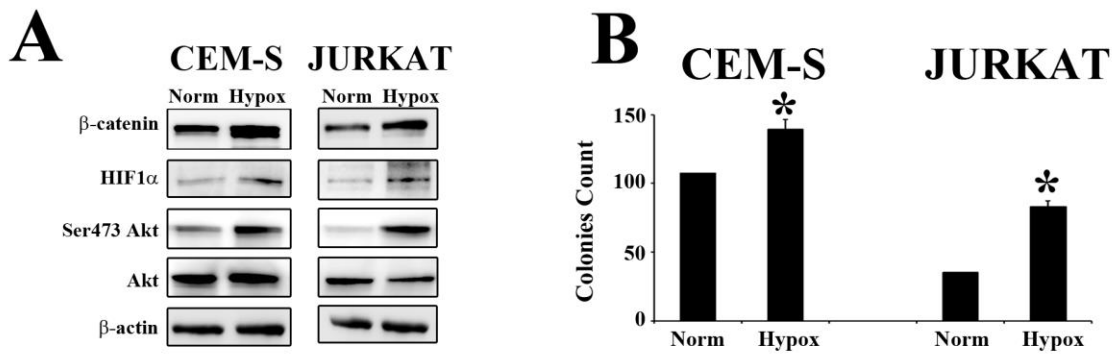 A
CEM-S JURKAT
Norm Hypox Norm Hypox
β-catenin
HIF1α
Ser473 Akt
Akt
β-actin
B
CEM-S JURKAT
* *
Colonies Count
150
100
50
0
Norm Hypox Norm Hypox